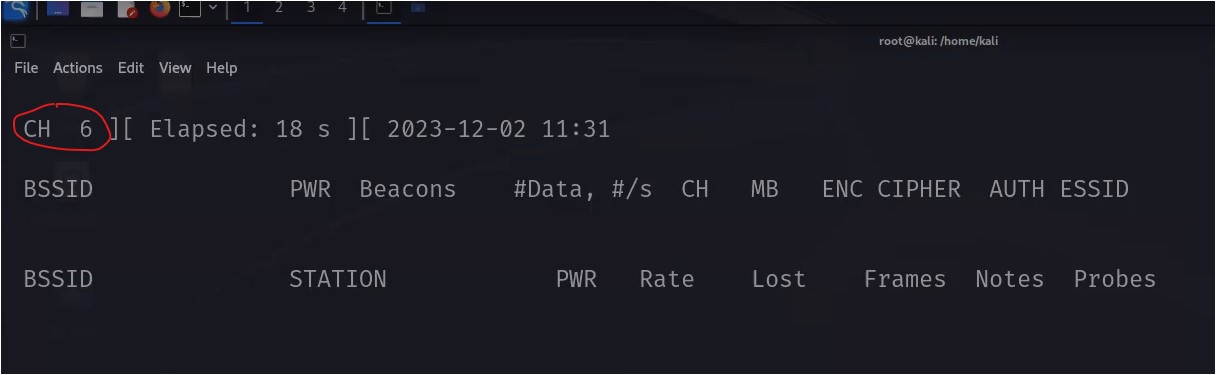 1 2 3 4
root@kali: /home/kali
File Actions Edit View Help
CH 6 ][ Elapsed: 18 s ][ 2023-12-02 11:31
BSSID PWR Beacons #Data, #/s CH MB ENC CIPHER AUTH ESSID
BSSID STATION PWR Rate Lost Frames Notes Probes